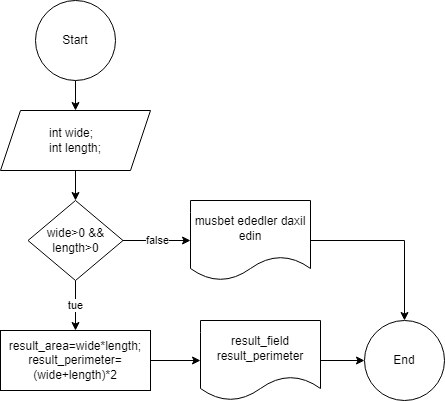 Start
int wide;
int length;
wide>0 &&
length>0
false
musbet ededler daxil
edin
tue
result_area=wide*length;
result_perimeter=
(wide+length)*2
result_field
result_perimeter
End